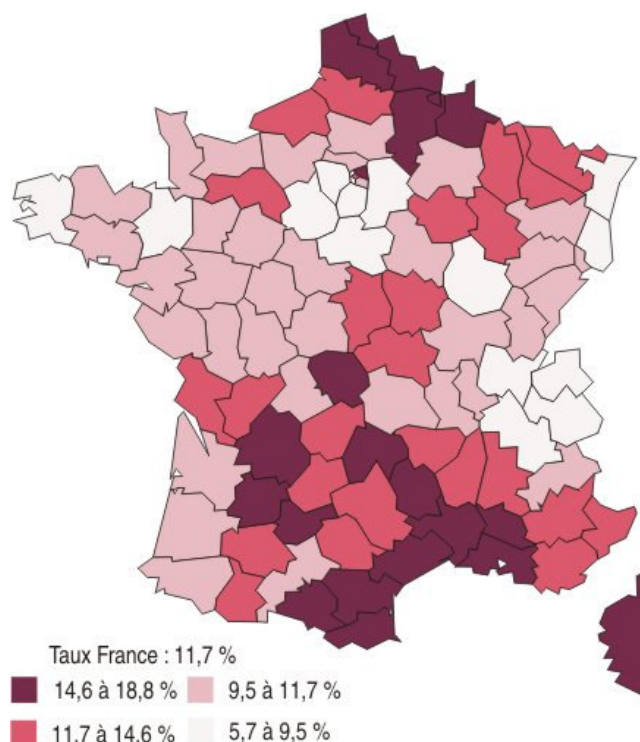 Taux France : 11,7 %
14,6 à 18,8 % 9,5 à 11,7 %
11,7 à 14,6 % 5,7 à 9,5 %